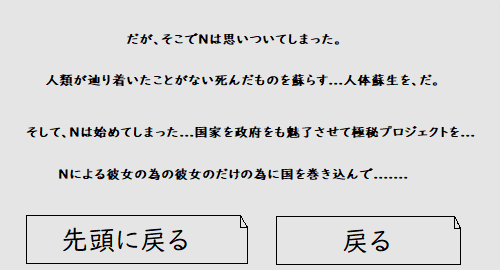 だが、そこでNは思いついてしまった。
人類が辿り着いたことがない死んだものを蘇らす...人体蘇生を、だ。
そして、Nは始めてしまった...国家を政府をも魅了させて極秘プロジェクトを...
Nによる彼女の為の彼女のだけの為に国を巻き込んで.......
先頭に戻る
戻る